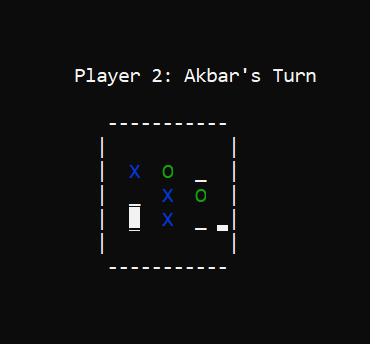 Player 2: Akbar's Turn
-----------
| |
| X O _ |
| _ X O |
| _ X _ |
| |
-----------